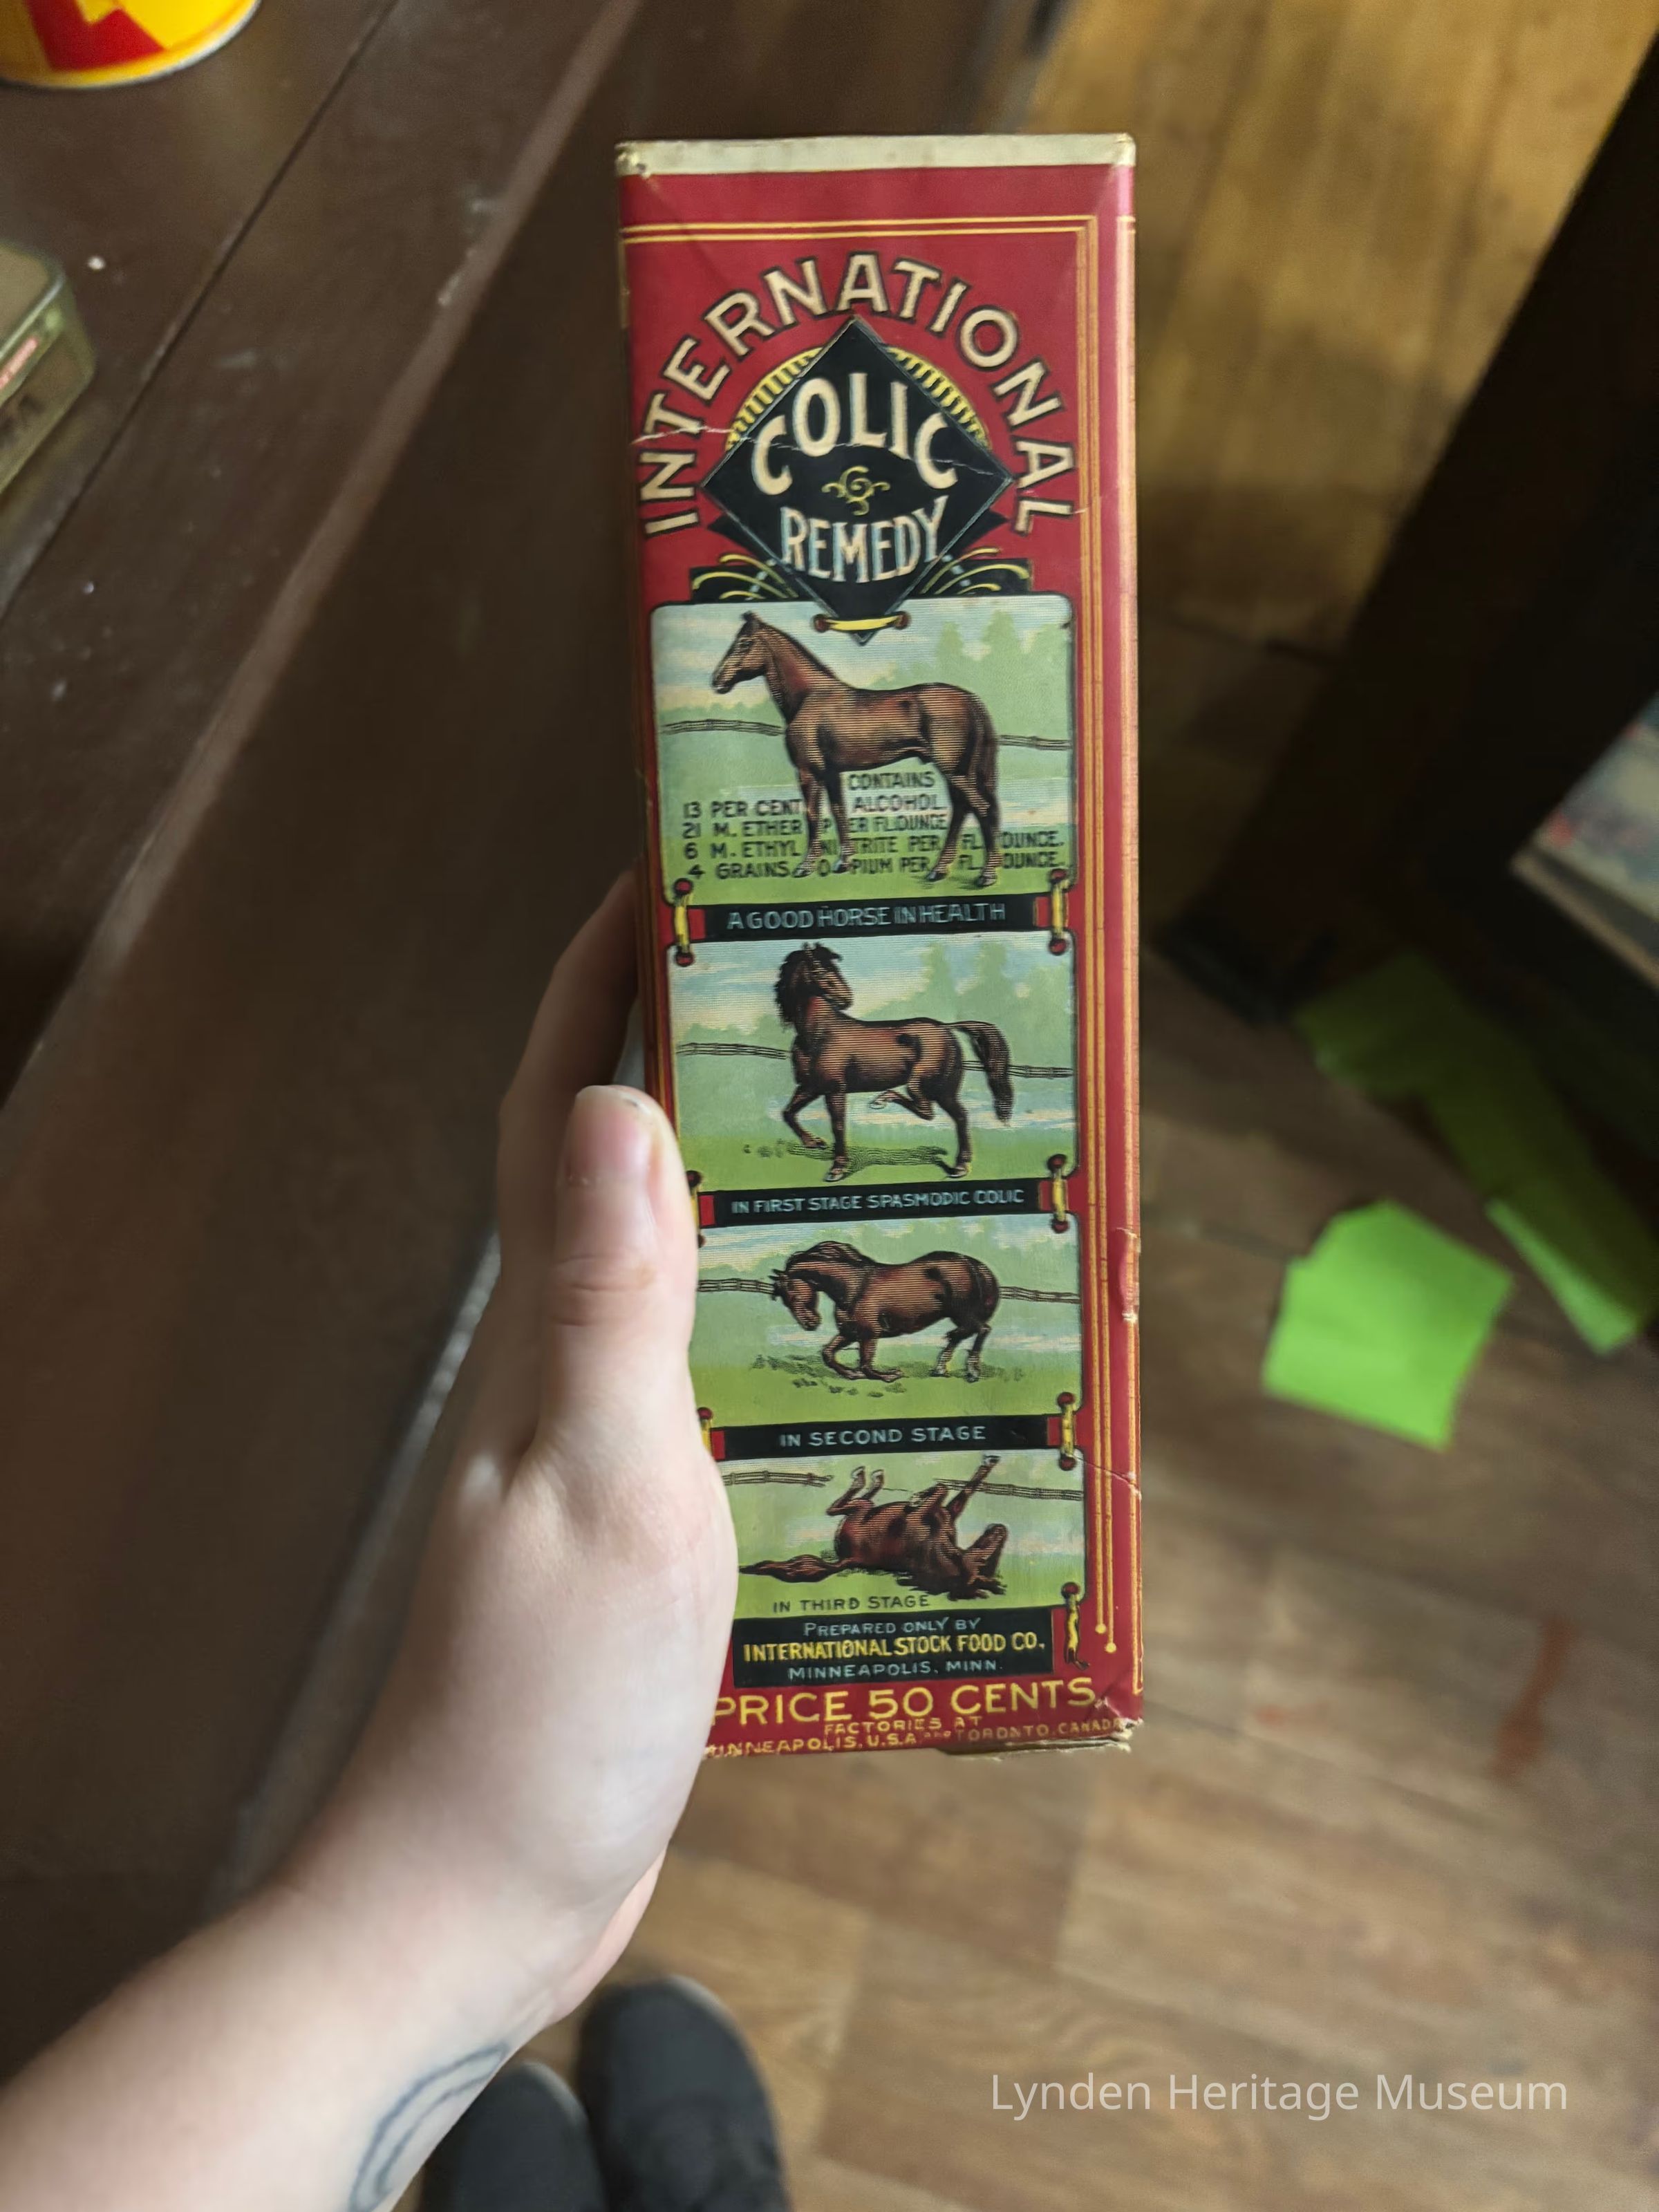 INTERNATIONAL
COLIC
REMEDY
CONTAINS
13 PER CENT ALCOHOL.
21 M. ETHER PER FL.OUNCE
6 M. ETHYL NITRITE PER FL. OUNCE.
4 GRAINS OPIUM PER FL. OUNCE.
A GOOD HORSE IN HEALTH
IN FIRST STAGE SPASMODIC COLIC
IN SECOND STAGE
IN THIRD STAGE
PREPARED ONLY BY
INTERNATIONAL STOCK FOOD CO.
MINNEAPOLIS, MINN.
PRICE 50 CENTS.
FACTORIES AT
MINNEAPOLIS, U.S.A. AND TORONTO, CANADA
Lynden Heritage Museum